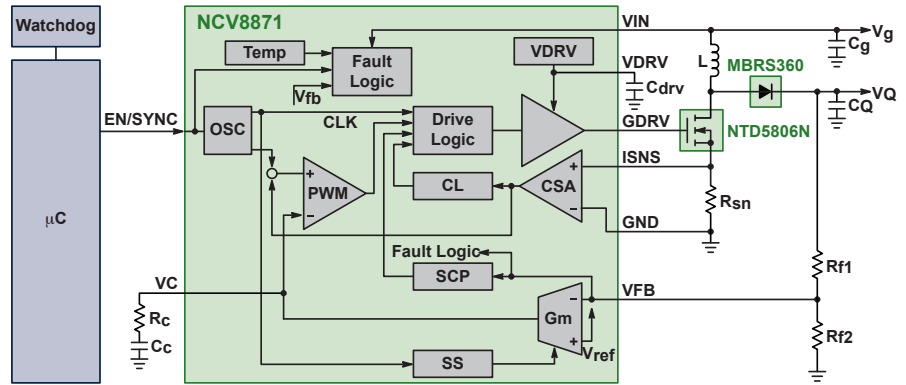 Watchdog
μC
EN/SYNC
NCV8871
Temp
Fault
Logic
Vfb
OSC
CLK
Drive
Logic
VDRV
PWM
CL
CSA
Fault Logic
SCP
Gm
Vref
SS
VC
Rc
Cc
VIN
VDRV
Cdrv
GDRV
ISNS
GND
VFB
L
MBRS360
NTD5806N
Rsn
Cg
Vg
CQ
VQ
Rf1
Rf2
+
−
+
−
−
+